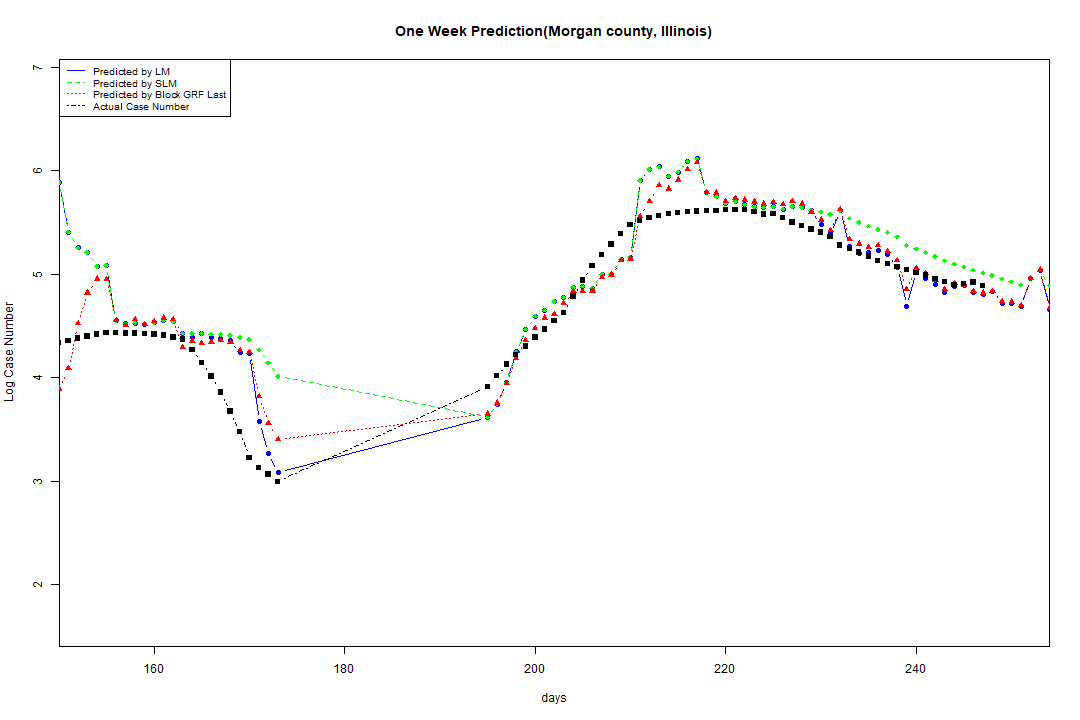 One Week Prediction(Morgan county, Illinois)
Predicted by LM
Predicted by SLM
Predicted by Block GRF Last
Actual Case Number
7
6
5
4
3
2
Log Case Number
160 180 200 220 240
days